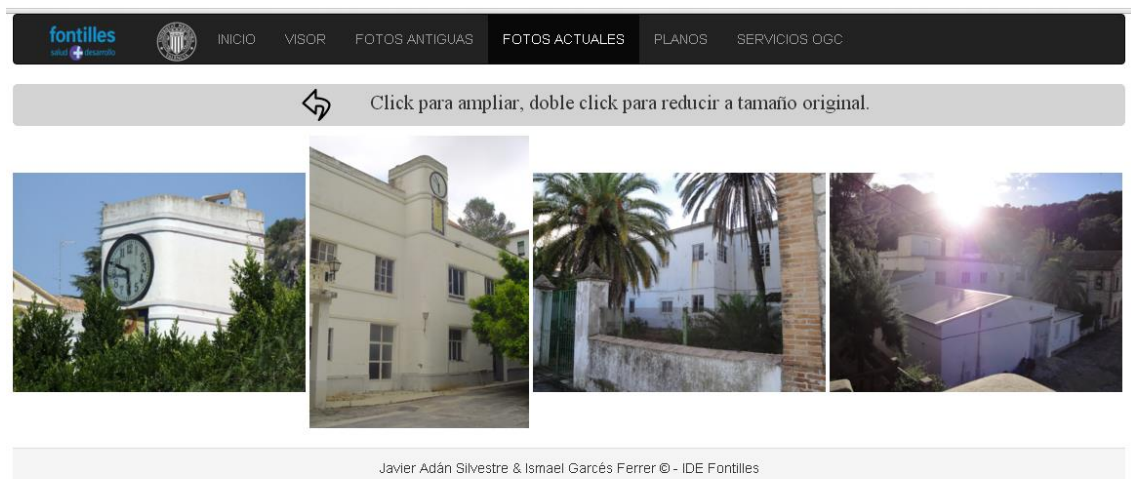 fontilles
salud desarrollo
INICIO VISOR FOTOS ANTIGUAS FOTOS ACTUALES PLANOS SERVICIOS OGC
Click para ampliar, doble click para reducir a tamaño original.
Javier Adán Silvestre & Ismael Garcés Ferrer © - IDE Fontilles